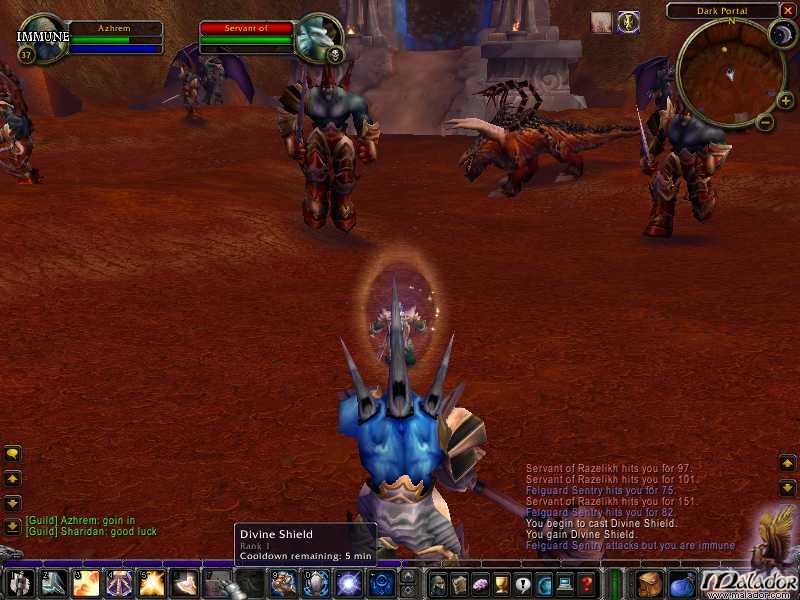 Dark Portal
N
IMMUNE
Azhrem
Servant of
37
Servant of Razelikh hits you for 97.
Servant of Razelikh hits you for 101.
Felguard Sentry hits you for 75.
Servant of Razelikh hits you for 151.
Felguard Sentry hits you for 82.
You begin to cast Divine Shield.
You gain Divine Shield.
Felguard Sentry attacks but you are immune
[Guild] Azhrem: goin in
[Guild] Sharidan: good luck
Divine Shield
Rank 1
Cooldown remaining: 5 min
Malador
www.malador.com